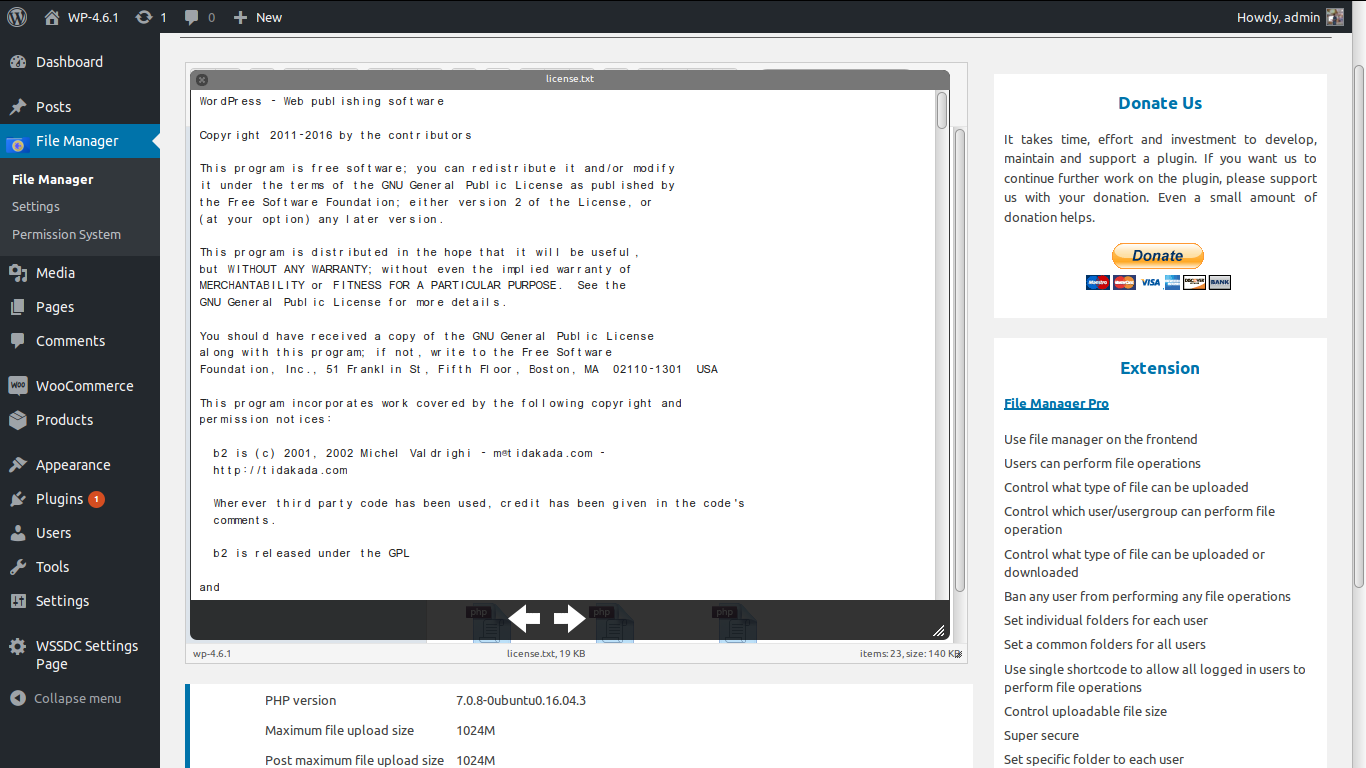 WP-4.6.1
1
0
New
Howdy, admin
Dashboard
Posts
File Manager
File Manager
Settings
Permission System
Media
Pages
Comments
WOO
WooCommerce
Products
Appearance
Plugins 1
Users
Tools
Settings
WSSDC Settings
Page
Collapse menu
license.txt
WordPress - Web publishing software
Copyright 2011-2016 by the contributors
This program is free software; you can redistribute it and/or modify
it under the terms of the GNU General Public License as published by
the Free Software Foundation; either version 2 of the License, or
(at your option) any later version.
This program is distributed in the hope that it will be useful,
but WITHOUT ANY WARRANTY; without even the implied warranty of
MERCHANTABILITY or FITNESS FOR A PARTICULAR PURPOSE.  See the
GNU General Public License for more details.
You should have received a copy of the GNU General Public License
along with this program; if not, write to the Free Software
Foundation, Inc., 51 Franklin St, Fifth Floor, Boston, MA  02110-1301  USA
This program incorporates work covered by the following copyright and
permission notices:
b2 is (c) 2001, 2002 Michel Valdrighi - m@tidakada.com -
http://tidakada.com
Wherever third party code has been used, credit has been given in the code's
comments.
b2 is released under the GPL
and
php
php
php
wp-4.6.1
license.txt, 19 KB
items: 23, size: 140 KB
PHP version 7.0.8-0ubuntu0.16.04.3
Maximum file upload size 1024M
Post maximum file upload size 1024M
Donate Us
It takes time, effort and investment to develop,
maintain and support a plugin. If you want us to
continue further work on the plugin, please support
us with your donation. Even a small amount of
donation helps.
Donate
VISA
BANK
Extension
File Manager Pro
Use file manager on the frontend
Users can perform file operations
Control what type of file can be uploaded
Control which user/usergroup can perform file
operation
Control what type of file can be uploaded or
downloaded
Ban any user from performing any file operations
Set individual folders for each user
Set a common folders for all users
Use single shortcode to allow all logged in users to
perform file operations
Control uploadable file size
Super secure
Set specific folder to each user